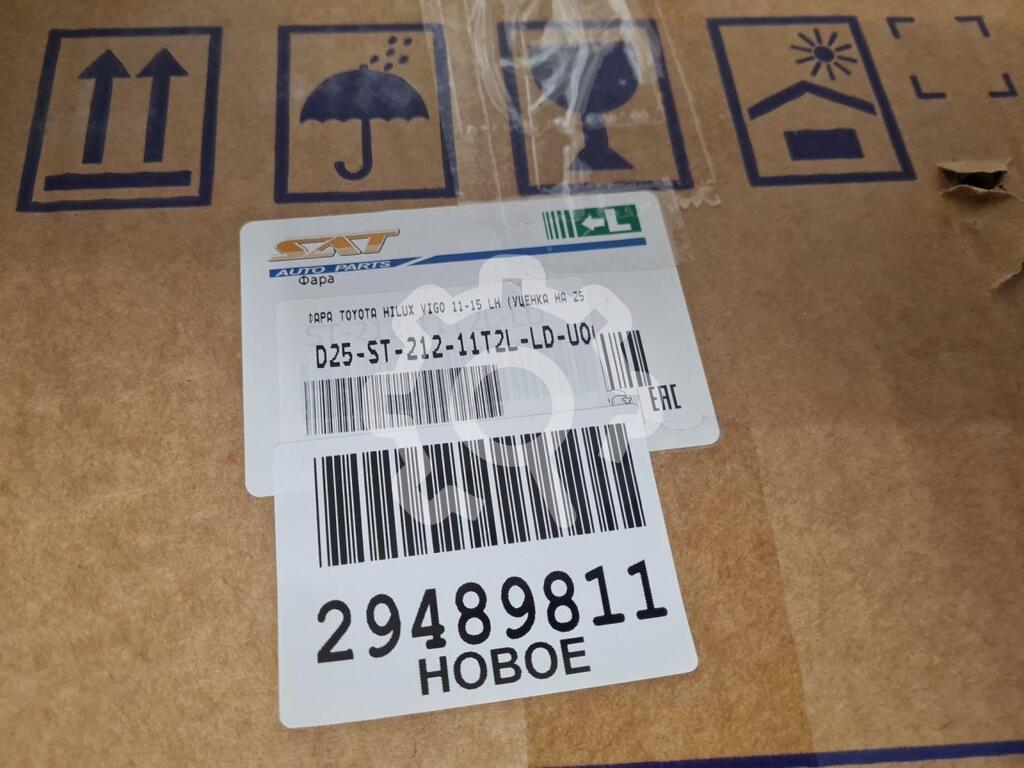 L
SAT
AUTO PARTS
Фара
ФАРА TOYOTA HILUX VIGO 11-15 LH (УЦЕНКА НА 25
D25-ST-212-11T2L-LD-UO
EAC
29489811
НОВОЕ